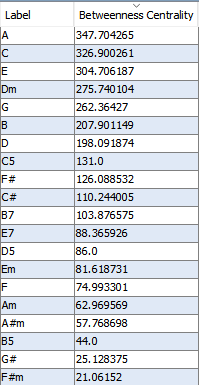 Label Betweenness Centrality
A 347.704265
C 326.900261
E 304.706187
Dm 275.740104
G 262.36427
B 207.901149
D 198.091874
C5 131.0
F# 126.088532
C# 110.244005
B7 103.876575
E7 88.365926
D5 86.0
Em 81.618731
F 74.993301
Am 62.969569
A#m 57.768698
B5 44.0
G# 25.128375
F#m 21.06152